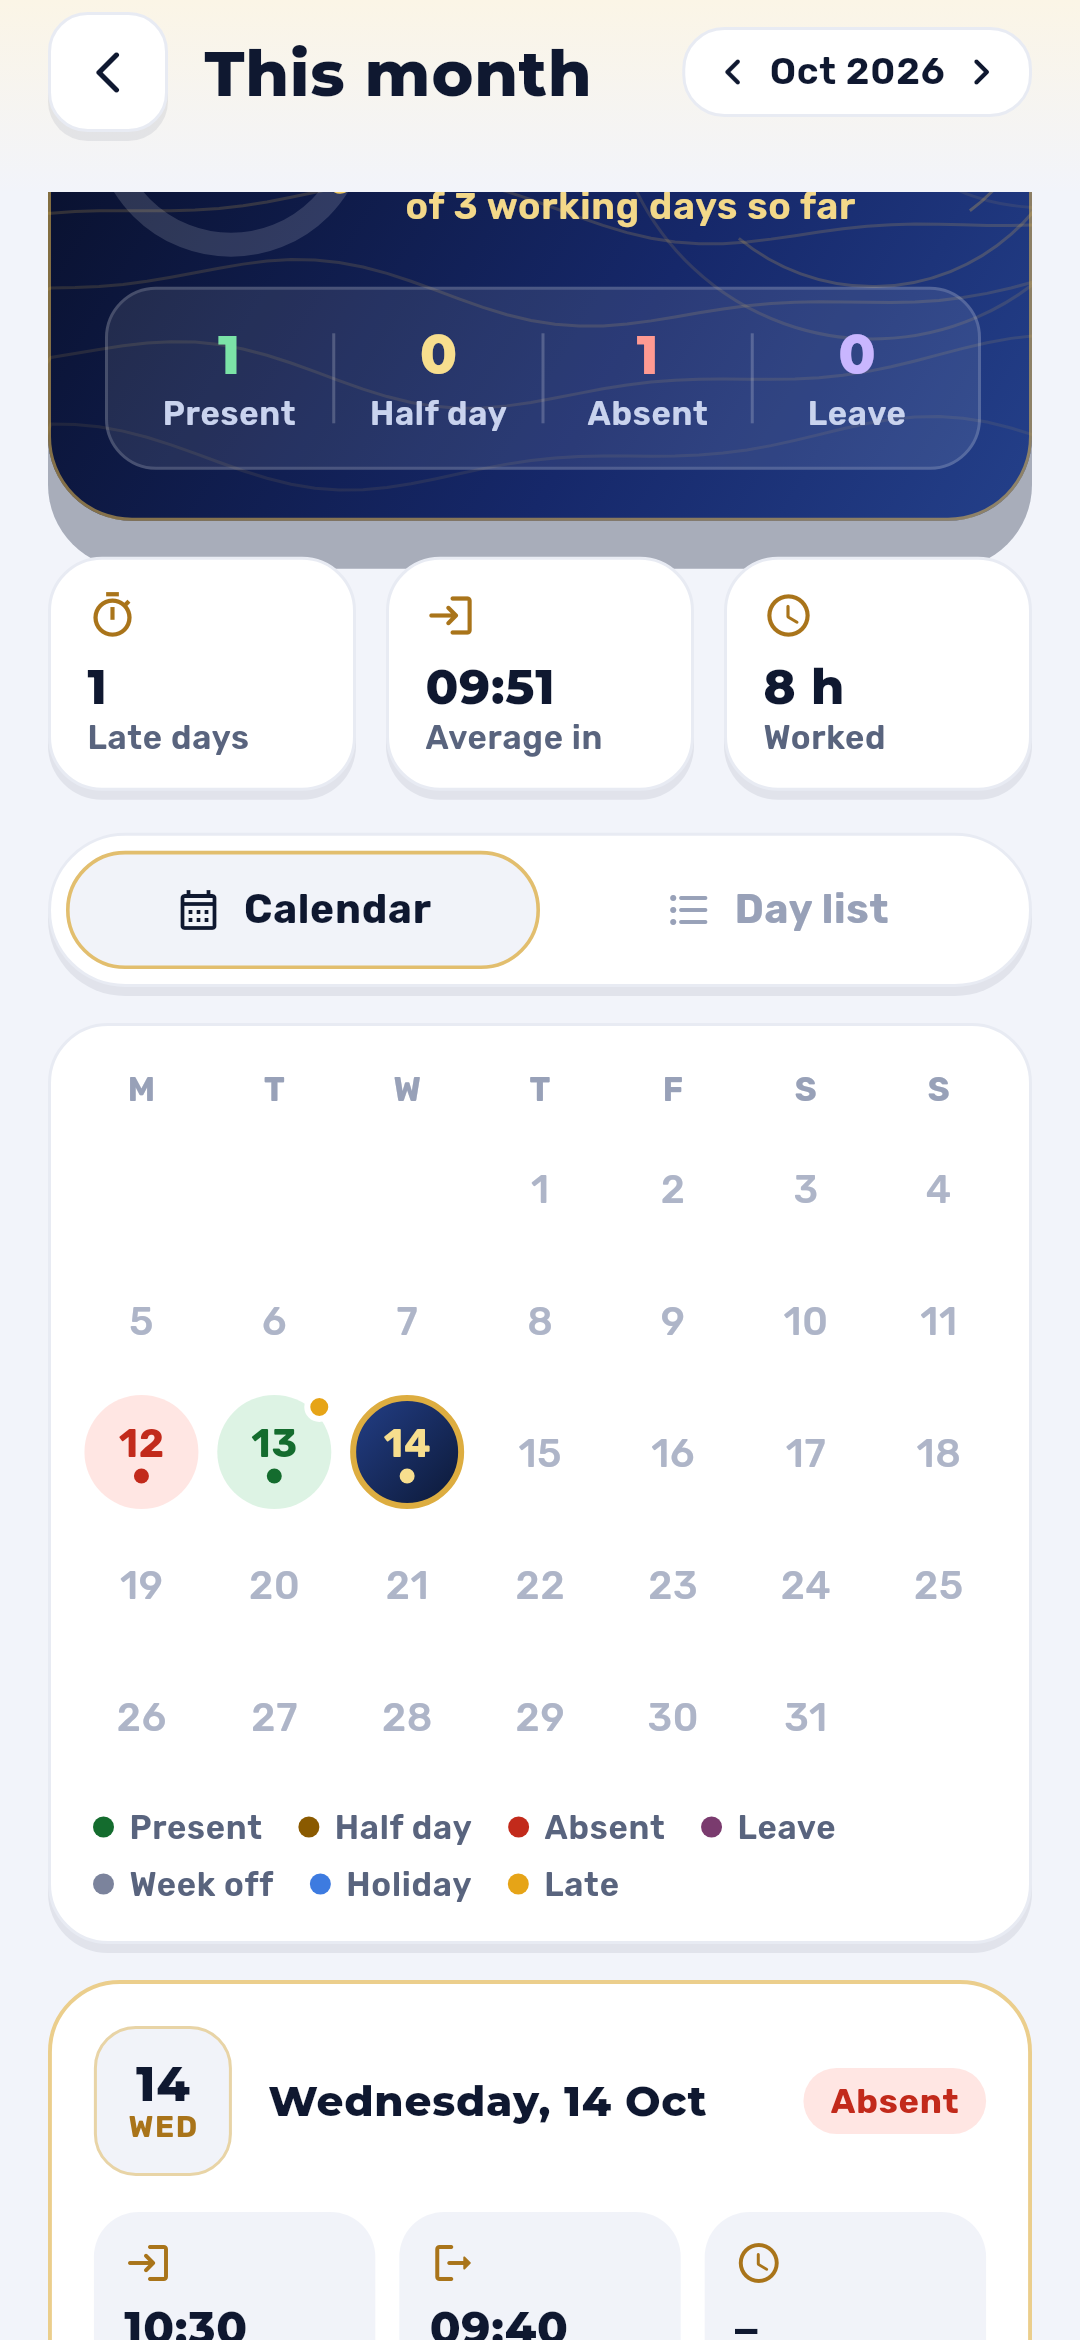 This month
Oct 2026
of 3 working days so far
1 0 1 0
Present Half day Absent Leave
1 09:51 8 h
Late days Average in Worked
Calendar Day list
M T W T F S S
1 2 3 4
5 6 7 8 9 10 11
12 13 14 15 16 17 18
19 20 21 22 23 24 25
26 27 28 29 30 31
Present Half day Absent Leave
Week off Holiday Late
14
WED
Wednesday, 14 Oct
Absent
10:30 09:40 –